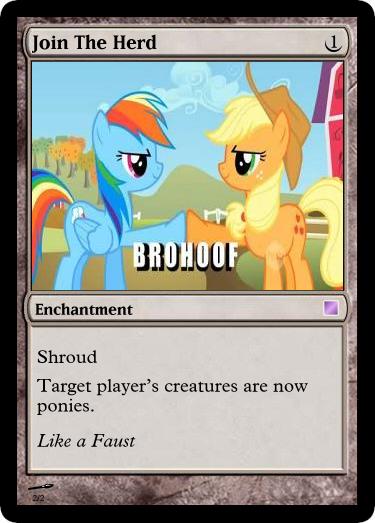 Join The Herd 1
BROHOOF
Enchantment
Shroud
Target player's creatures are now
ponies.
Like a Faust
2/2